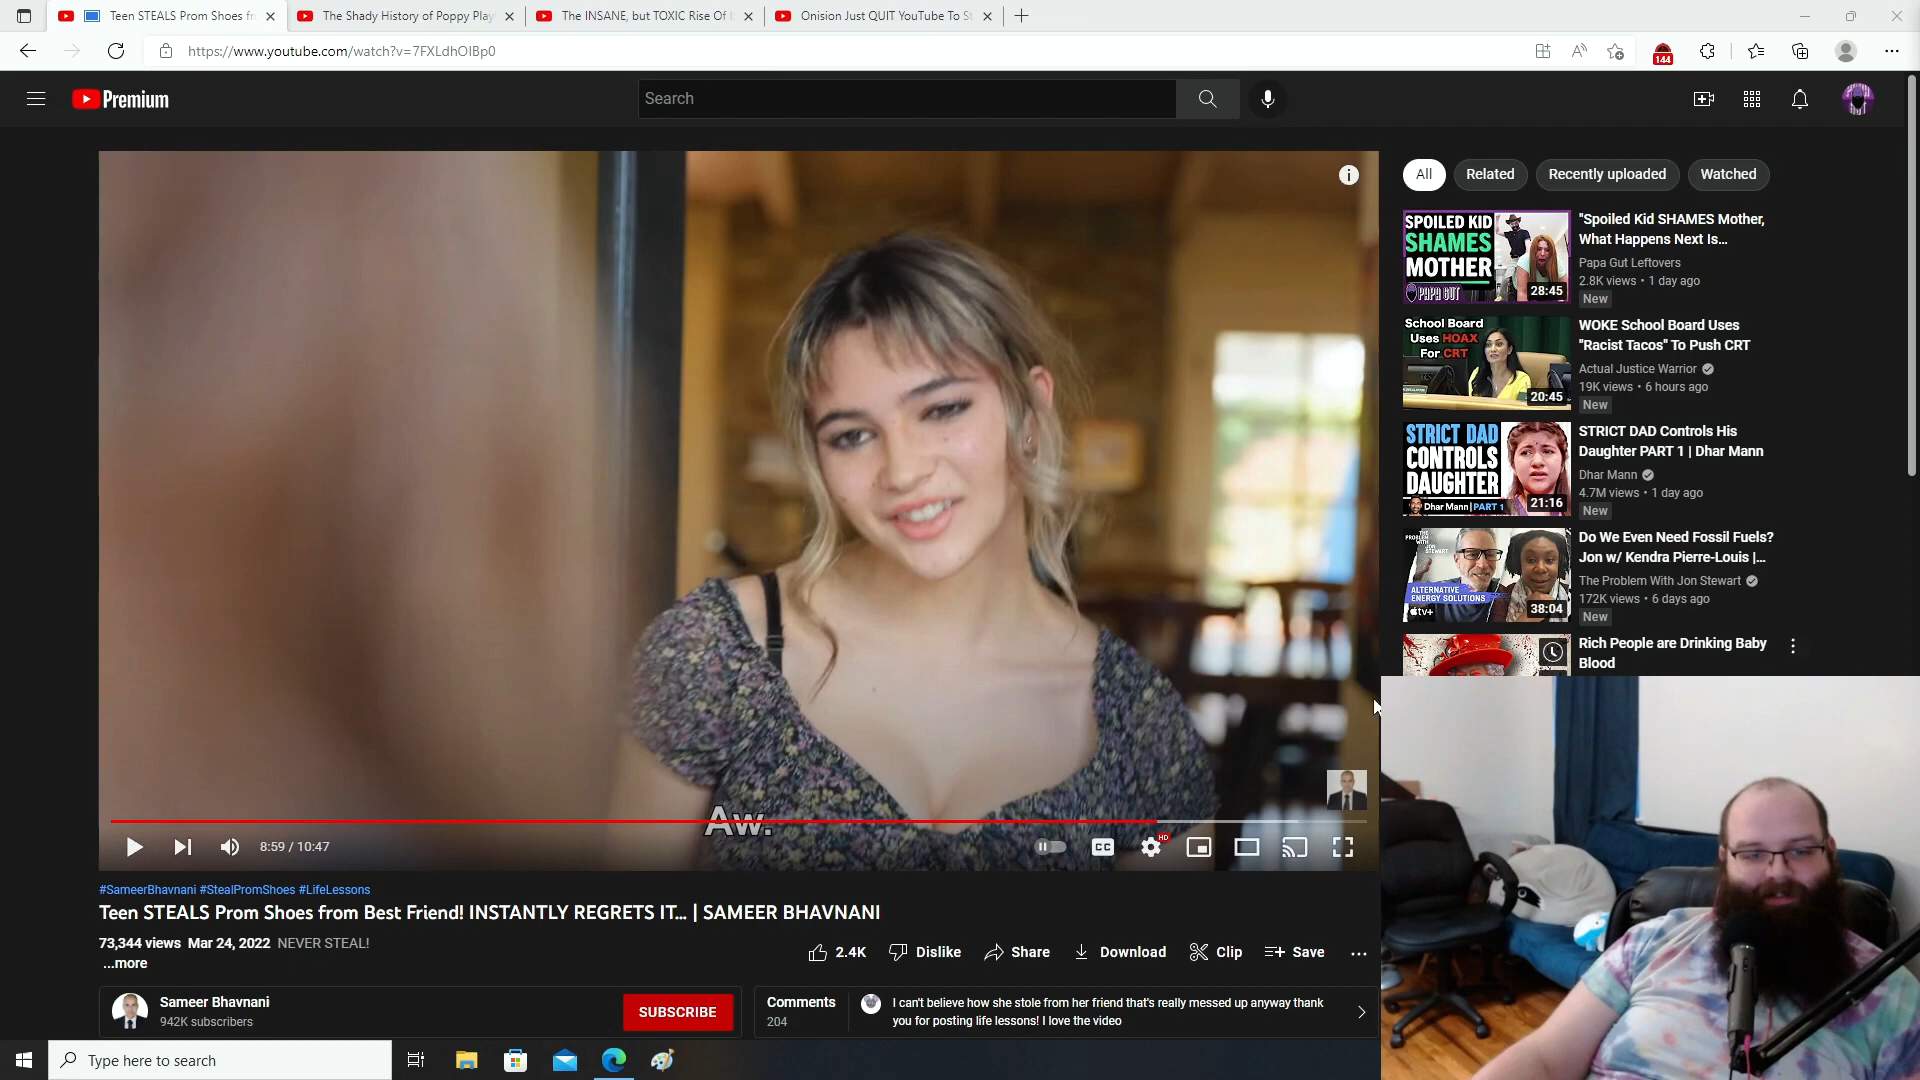 Teen STEALS Prom Shoes fr
The Shady History of Poppy Play
The INSANE, but TOXIC Rise Of
Onision Just QUIT YouTube To
https://www.youtube.com/watch?v=7FXLdhOIBp0
144
Premium
Search
All
Related
Recently uploaded
Watched
SPOILED KID
SHAMES
MOTHER
PAPA GUT
28:45
"Spoiled Kid SHAMES Mother,
What Happens Next Is...
Papa Gut Leftovers
2.8K views • 1 day ago
New
School Board
Uses HOAX
For CRT
20:45
WOKE School Board Uses
"Racist Tacos" To Push CRT
Actual Justice Warrior
19K views • 6 hours ago
New
STRICT DAD
CONTROLS
DAUGHTER
Dhar Mann | PART 1
21:16
STRICT DAD Controls His
Daughter PART 1 | Dhar Mann
Dhar Mann
4.7M views • 1 day ago
New
THE PROBLEM WITH JON STEWART
ALTERNATIVE
ENERGY SOLUTIONS
tv+
38:04
Do We Even Need Fossil Fuels?
Jon w/ Kendra Pierre-Louis |...
The Problem With Jon Stewart
172K views • 6 days ago
New
Rich People are Drinking Baby
Blood
Aw.
8:59 / 10:47
CC
HD
#SameerBhavnani #StealPromShoes #LifeLessons
Teen STEALS Prom Shoes from Best Friend! INSTANTLY REGRETS IT... | SAMEER BHAVNANI
73,344 views Mar 24, 2022 NEVER STEAL!
...more
2.4K
Dislike
Share
Download
Clip
Save
Sameer Bhavnani
942K subscribers
SUBSCRIBE
Comments
204
I can't believe how she stole from her friend that's really messed up anyway thank
you for posting life lessons! I love the video
Type here to search